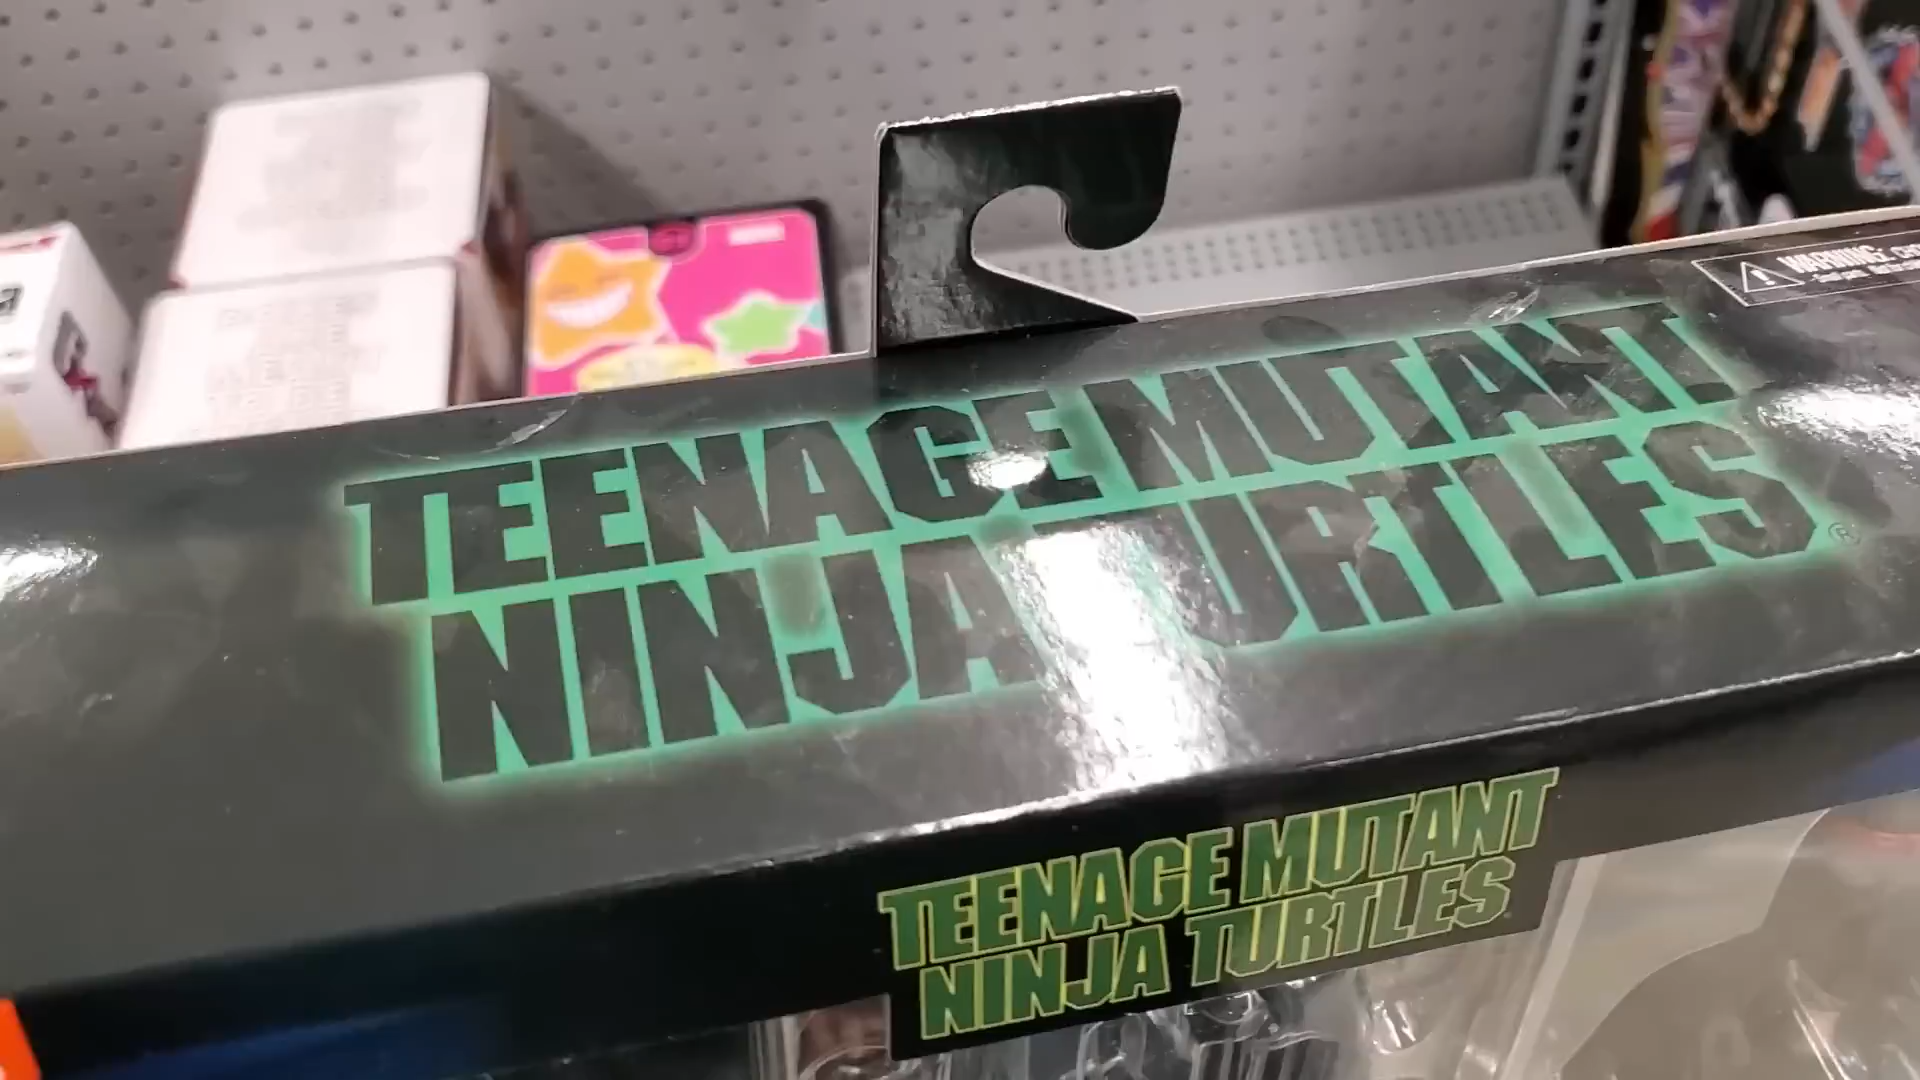 WARNING:
TEENAGE MUTANT
NINJA TURTLES
®
TEENAGE MUTANT
NINJA TURTLES